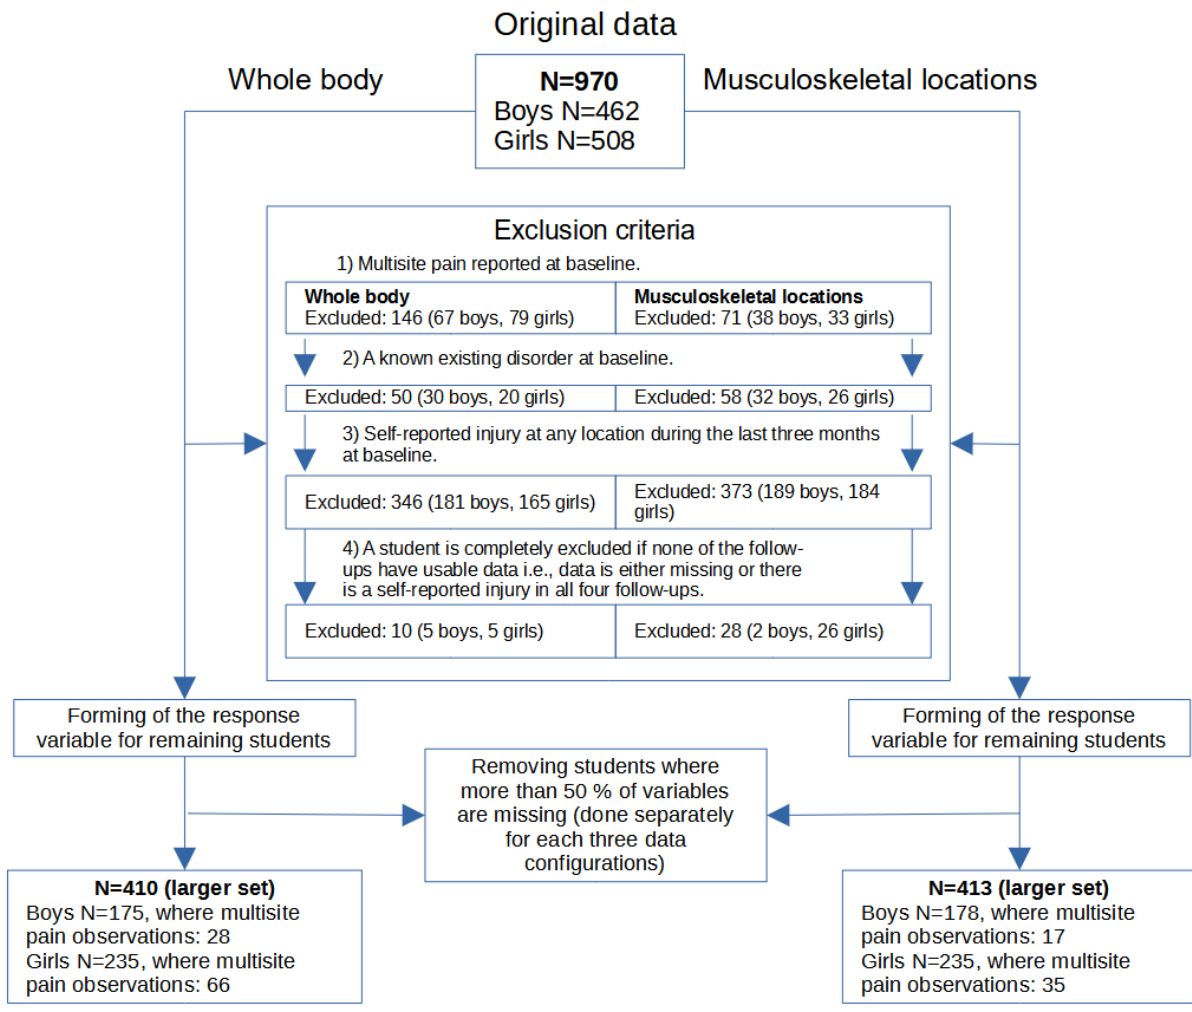 Original data
Whole body
N=970
Boys N=462
Girls N=508
Musculoskeletal locations
Exclusion criteria
1) Multisite pain reported at baseline.
Whole body
Excluded: 146 (67 boys, 79 girls)
Musculoskeletal locations
Excluded: 71 (38 boys, 33 girls)
2) A known existing disorder at baseline.
Excluded: 50 (30 boys, 20 girls)
Excluded: 58 (32 boys, 26 girls)
3) Self-reported injury at any location during the last three months
at baseline.
Excluded: 346 (181 boys, 165 girls)
Excluded: 373 (189 boys, 184
girls)
4) A student is completely excluded if none of the follow-
ups have usable data i.e., data is either missing or there
is a self-reported injury in all four follow-ups.
Excluded: 10 (5 boys, 5 girls)
Excluded: 28 (2 boys, 26 girls)
Forming of the response
variable for remaining students
Forming of the response
variable for remaining students
Removing students where
more than 50 % of variables
are missing (done separately
for each three data
configurations)
N=410 (larger set)
Boys N=175, where multisite
pain observations: 28
Girls N=235, where multisite
pain observations: 66
N=413 (larger set)
Boys N=178, where multisite
pain observations: 17
Girls N=235, where multisite
pain observations: 35